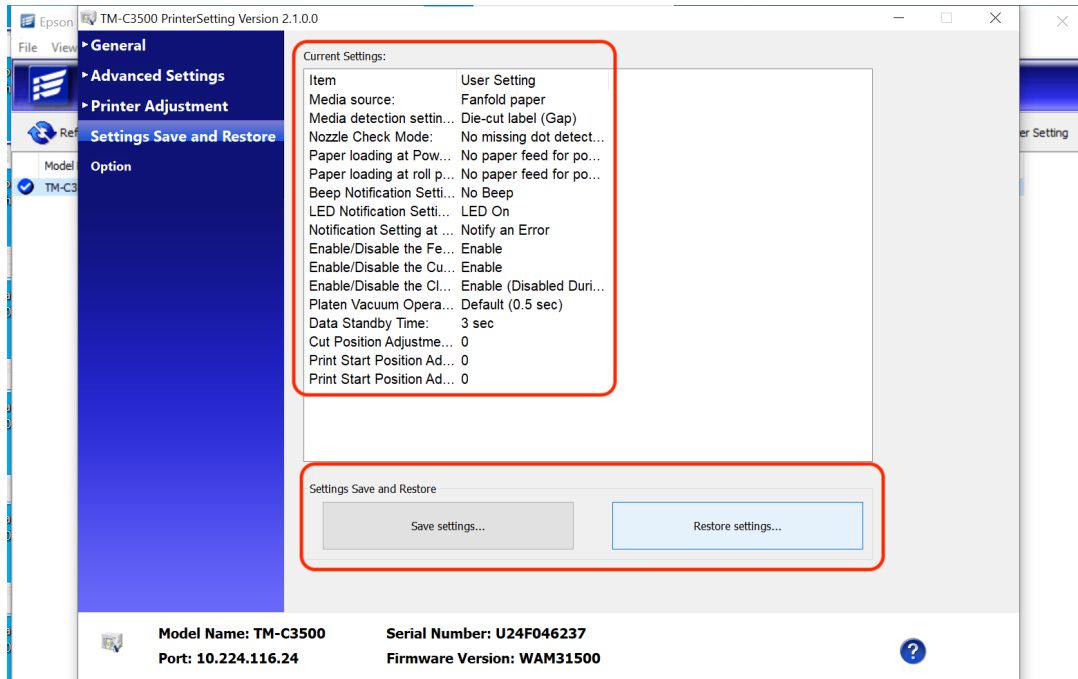 Epson
TM-C3500 PrinterSetting Version 2.1.0.0
File View
General
Advanced Settings
Printer Adjustment
Settings Save and Restore
Option
Ref
er Setting
Model
TM-C3
Current Settings:
Item User Setting
Media source: Fanfold paper
Media detection settin... Die-cut label (Gap)
Nozzle Check Mode: No missing dot detect...
Paper loading at Pow... No paper feed for po...
Paper loading at roll p... No paper feed for po...
Beep Notification Setti... No Beep
LED Notification Setti... LED On
Notification Setting at ... Notify an Error
Enable/Disable the Fe... Enable
Enable/Disable the Cu... Enable
Enable/Disable the Cl... Enable (Disabled Duri...
Platen Vacuum Opera... Default (0.5 sec)
Data Standby Time: 3 sec
Cut Position Adjustme... 0
Print Start Position Ad... 0
Print Start Position Ad... 0
Settings Save and Restore
Save settings...
Restore settings...
Model Name: TM-C3500 Serial Number: U24F046237
Port: 10.224.116.24 Firmware Version: WAM31500
?